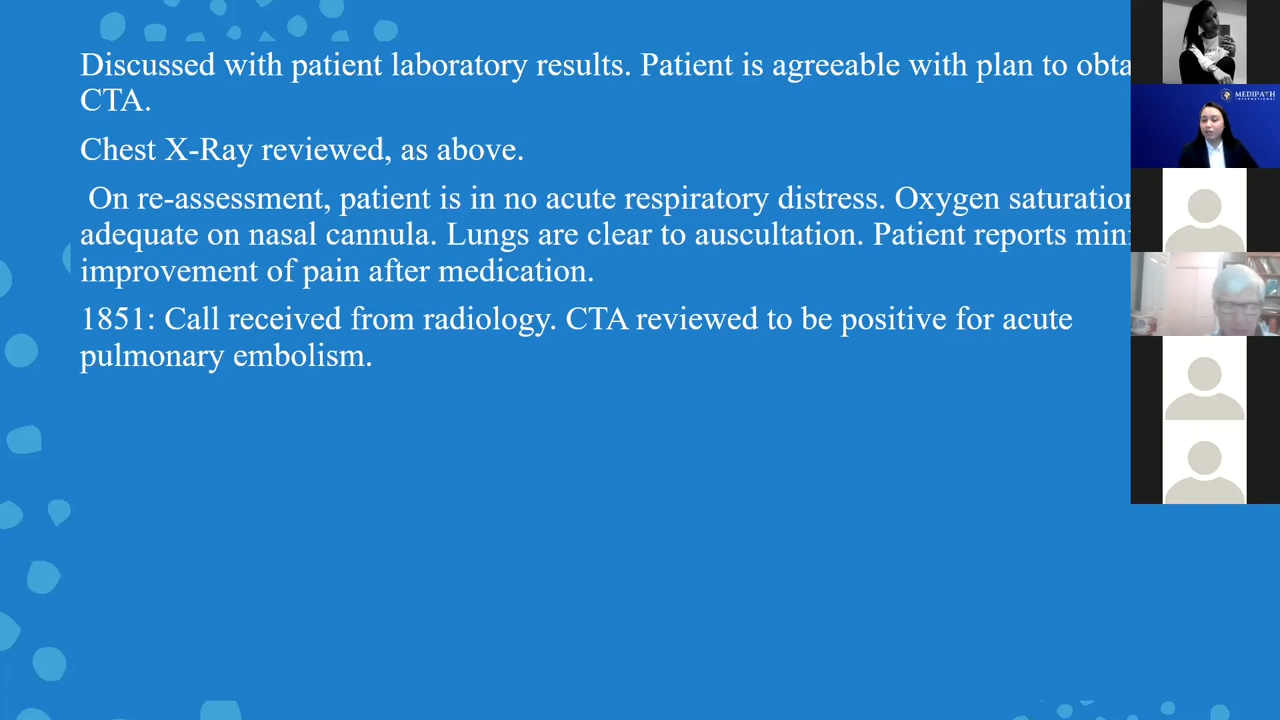 Discussed with patient laboratory results. Patient is agreeable with plan to
CTA.
Chest X-Ray reviewed, as above.
On re-assessment, patient is in no acute respiratory distress. Oxygen saturation
adequate on nasal cannula. Lungs are clear to auscultation. Patient reports
improvement of pain after medication.
1851: Call received from radiology. CTA reviewed to be positive for acute
pulmonary embolism.
MEDIPATH
INTERNATIONAL